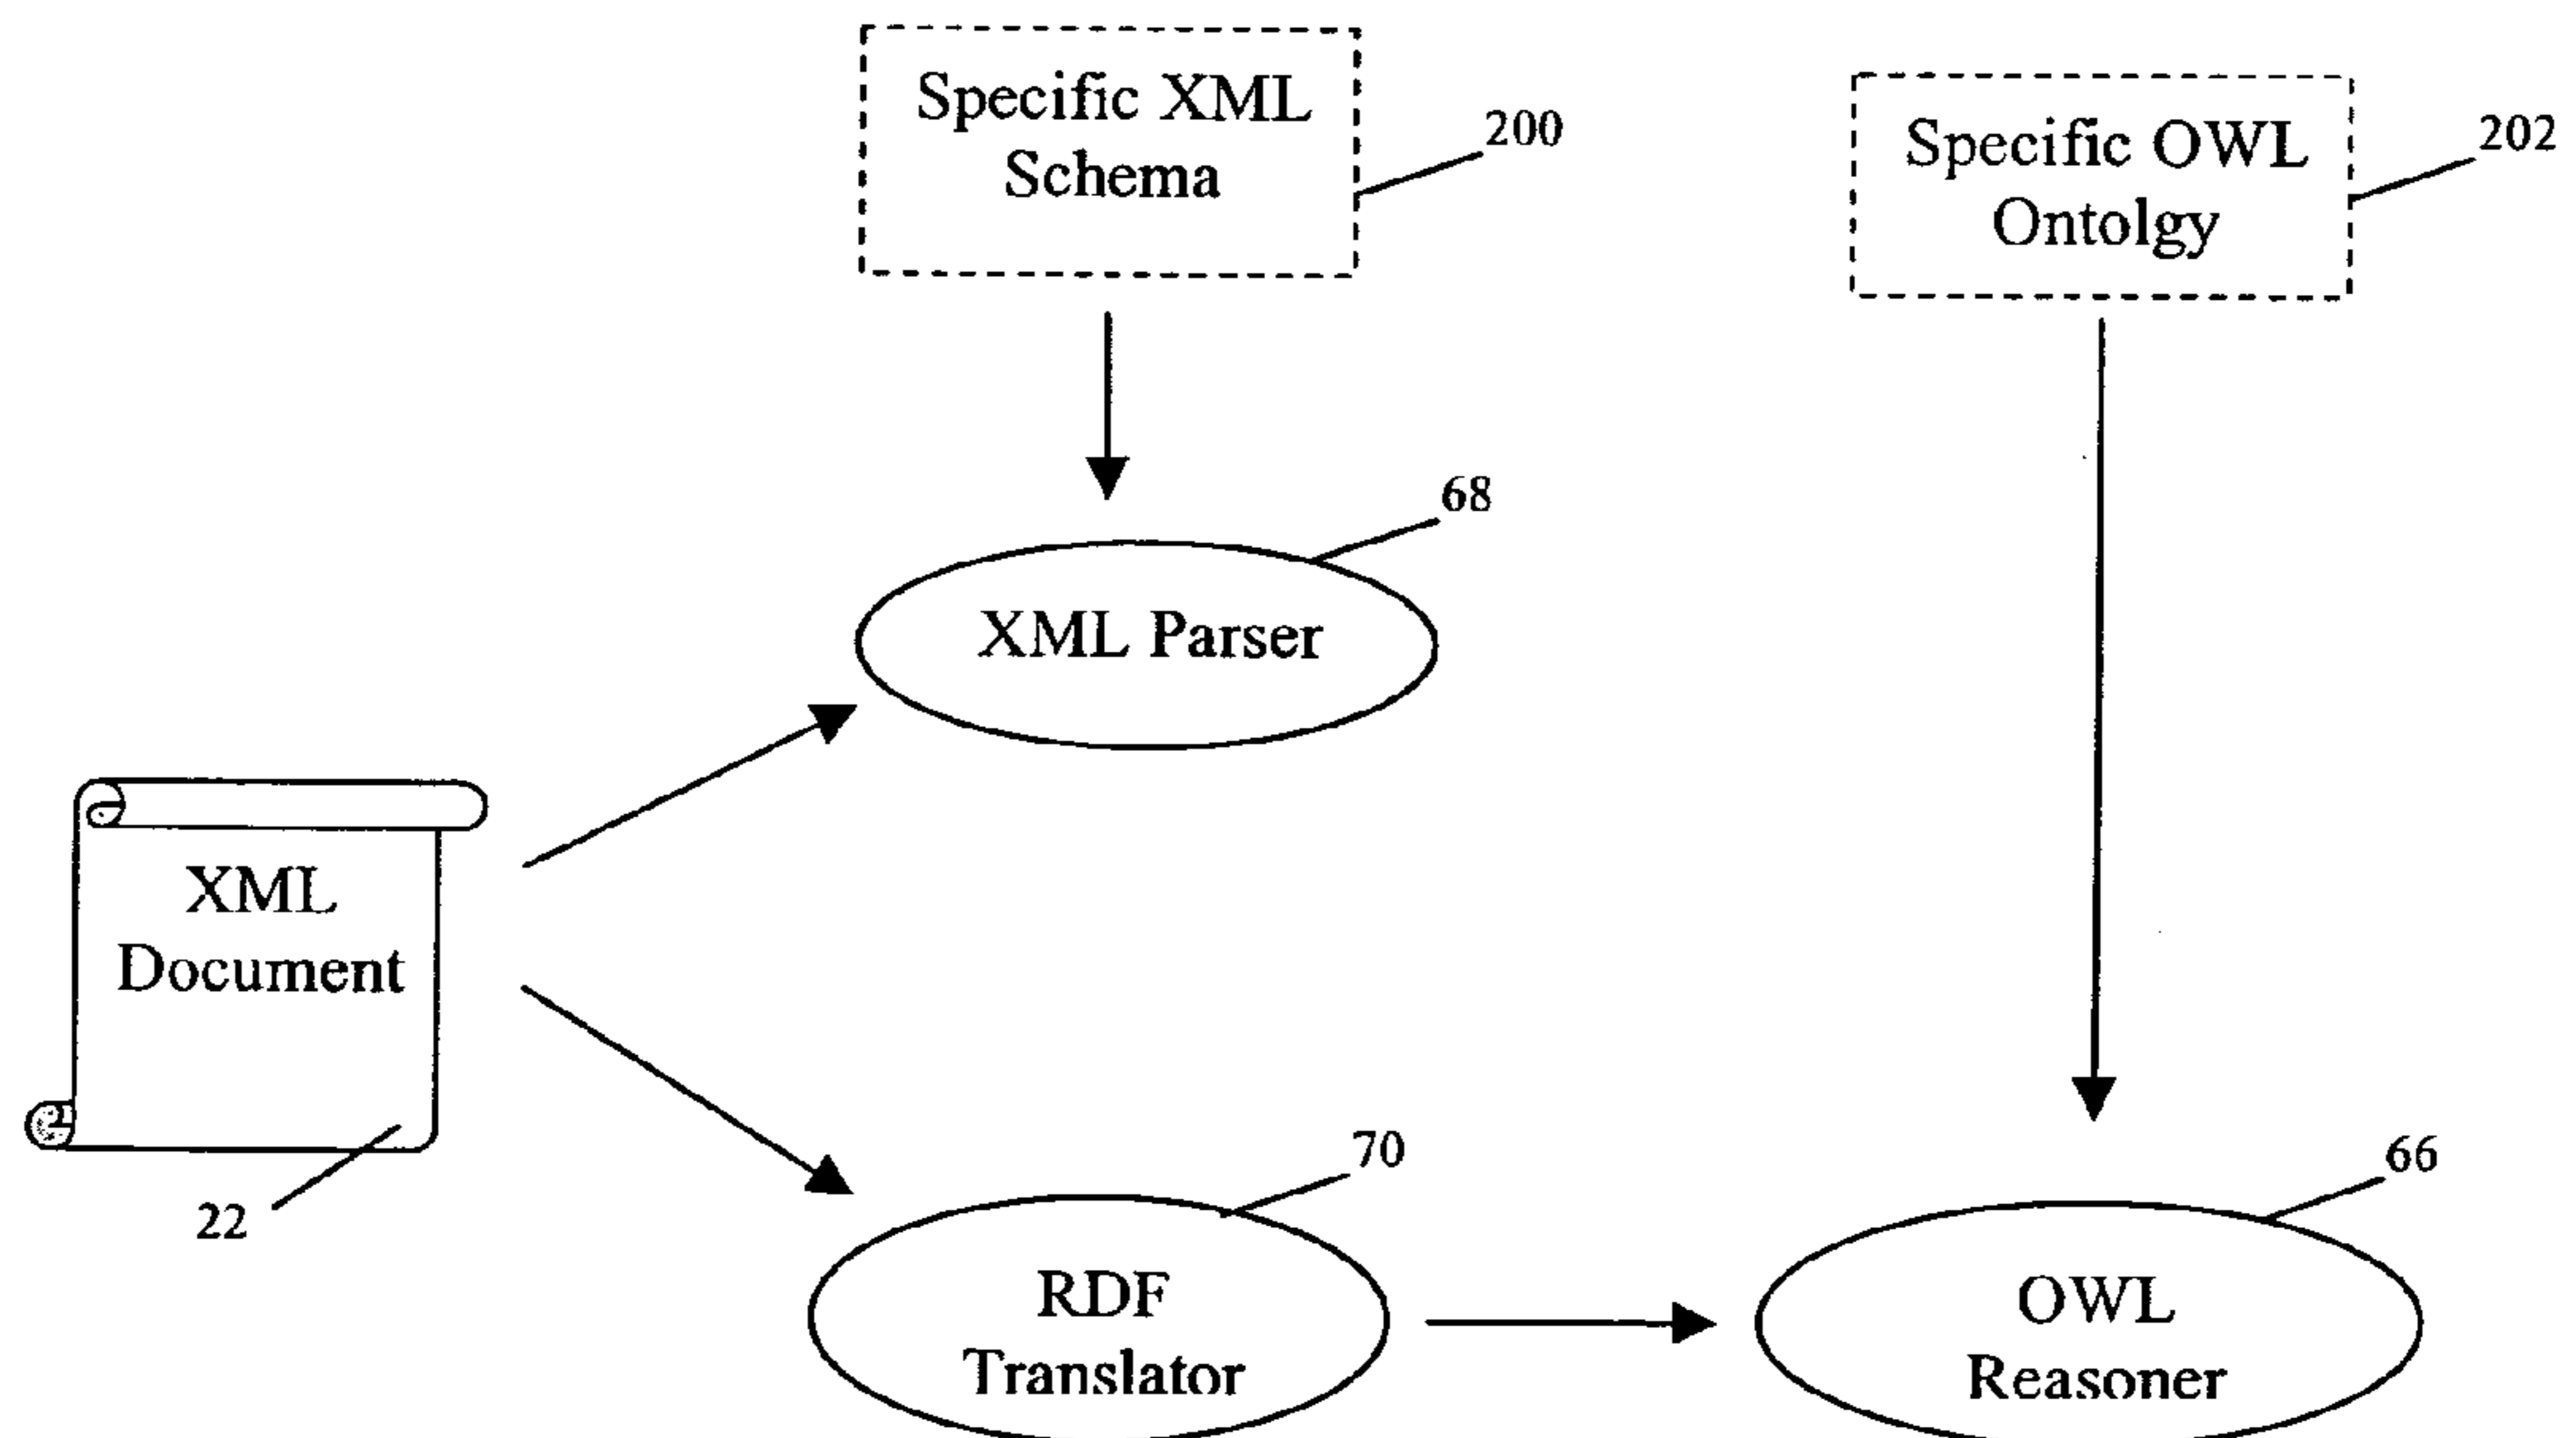 Specific XML
Schema
200
Specific OWL
Ontolgy
202
68
XML Parser
XML
Document
22
70
RDF
Translator
66
OWL
Reasoner